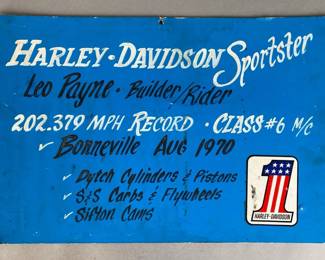 HARLEY-DAVIDSON Sportster
Leo Payne - Builder/Rider
202.379 MPH RECORD - CLASS #6 M/C
✓ BONNEVILLE AUG 1970
✓ Dytch Cylinders & Pistons
✓ S&S Carbs & Flywheels
✓ Sifton Cams
1
HARLEY-DAVIDSON